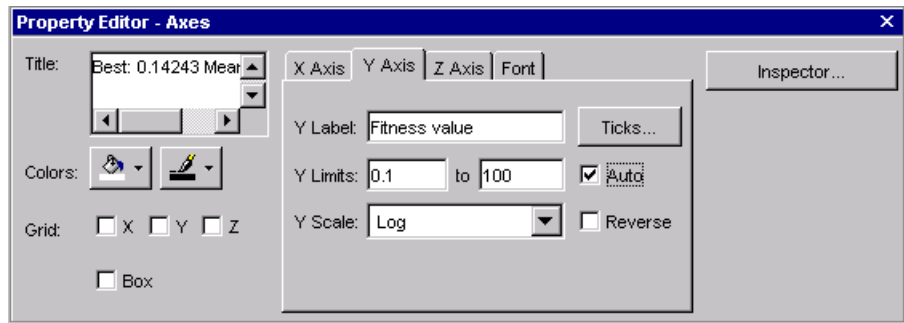 Property Editor - Axes
Title:
Best: 0.14243 Mear
X Axis Y Axis Z Axis Font
Inspector...
Y Label: Fitness value Ticks...
Colors:
Y Limits: 0.1 to 100 Auto
Grid: X Y Z
Y Scale: Log Reverse
Box